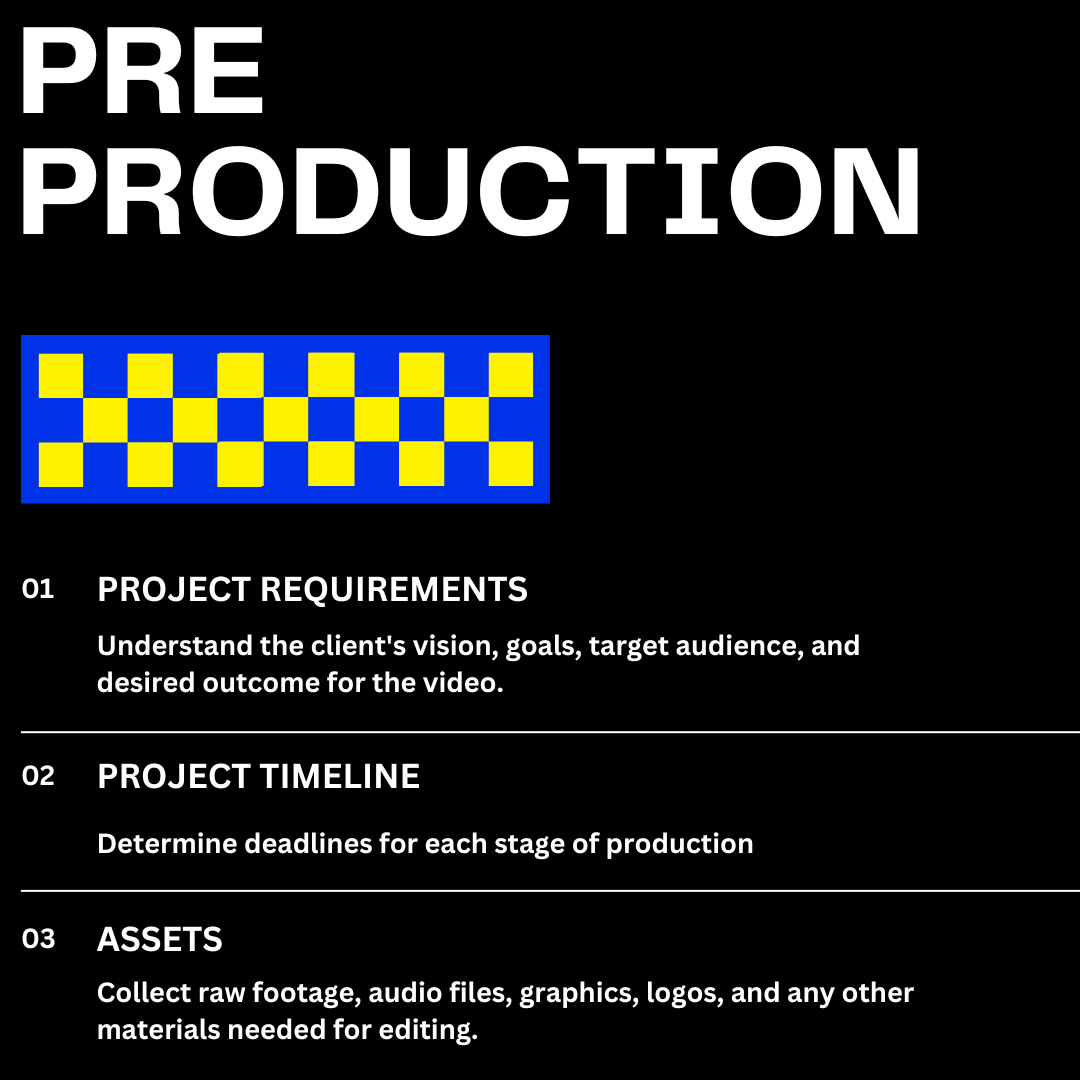 PRE
PRODUCTION
01 PROJECT REQUIREMENTS
Understand the client's vision, goals, target audience, and
desired outcome for the video.
02 PROJECT TIMELINE
Determine deadlines for each stage of production
03 ASSETS
Collect raw footage, audio files, graphics, logos, and any other
materials needed for editing.